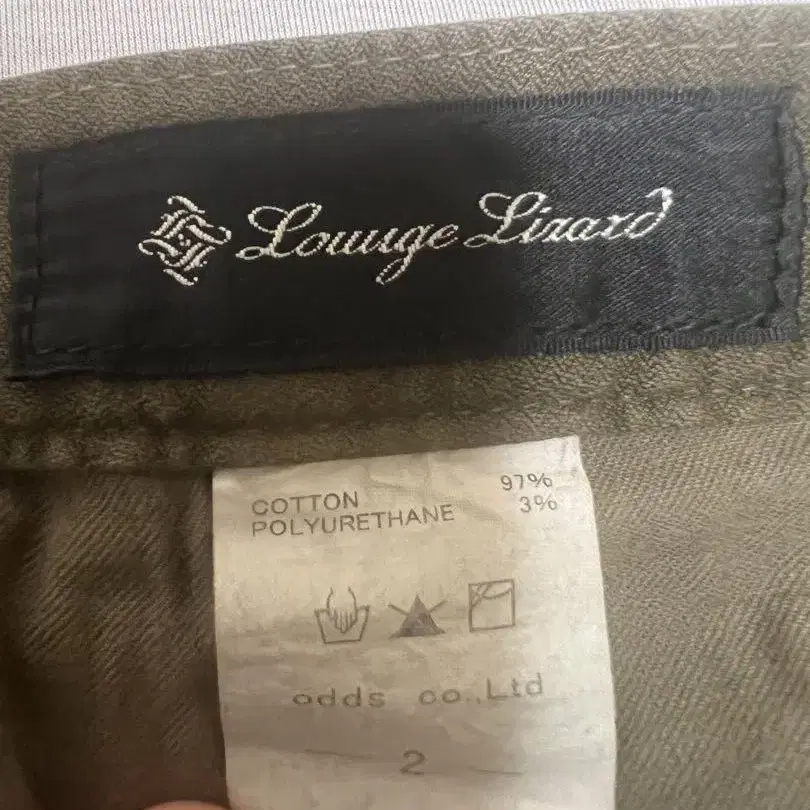 Lounge Lizard
COTTON 97%
POLYURETHANE 3%
odds co.,Ltd
2